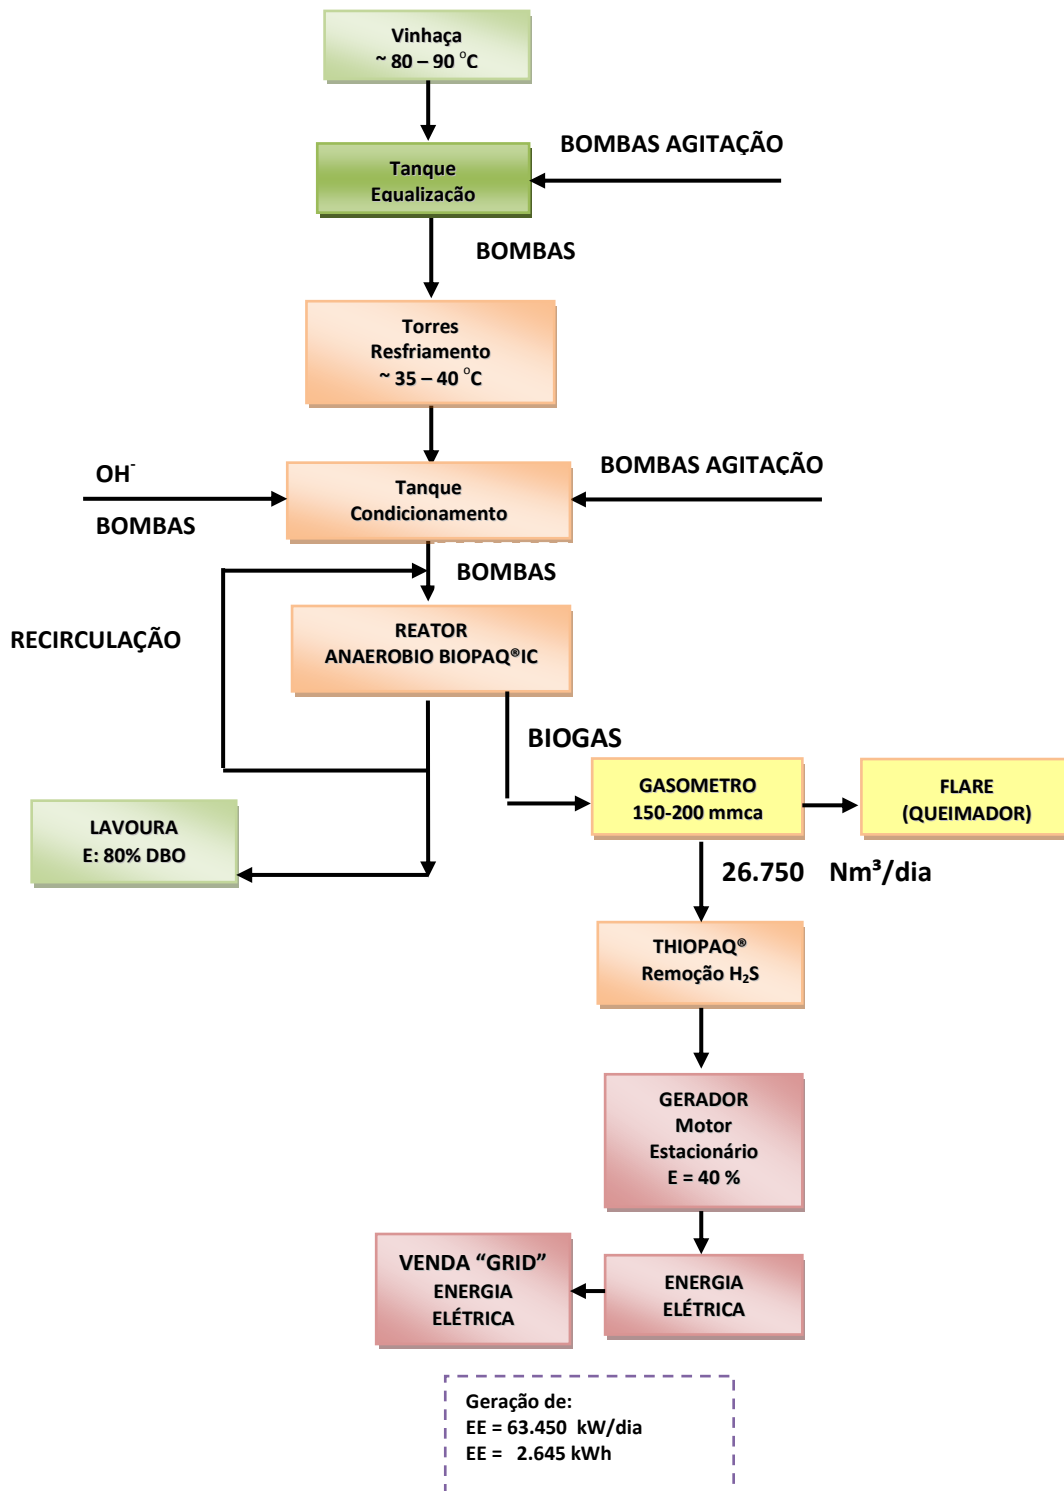 Vinhaça
~ 80 – 90 °C
BOMBAS AGITAÇÃO
Tanque
Equalização
BOMBAS
Torres
Resfriamento
~ 35 – 40 °C
OH⁻
BOMBAS
BOMBAS AGITAÇÃO
Tanque
Condicionamento
BOMBAS
RECIRCULAÇÃO
REATOR
ANAEROBIO BIOPAQ®IC
BIOGAS
GASOMETRO
150-200 mmca
FLARE
(QUEIMADOR)
LAVOURA
E: 80% DBO
26.750 Nm³/dia
THIOPAQ®
Remoção H₂S
GERADOR
Motor
Estacionário
E = 40 %
VENDA “GRID”
ENERGIA
ELÉTRICA
ENERGIA
ELÉTRICA
Geração de:
EE = 63.450 kW/dia
EE = 2.645 kWh